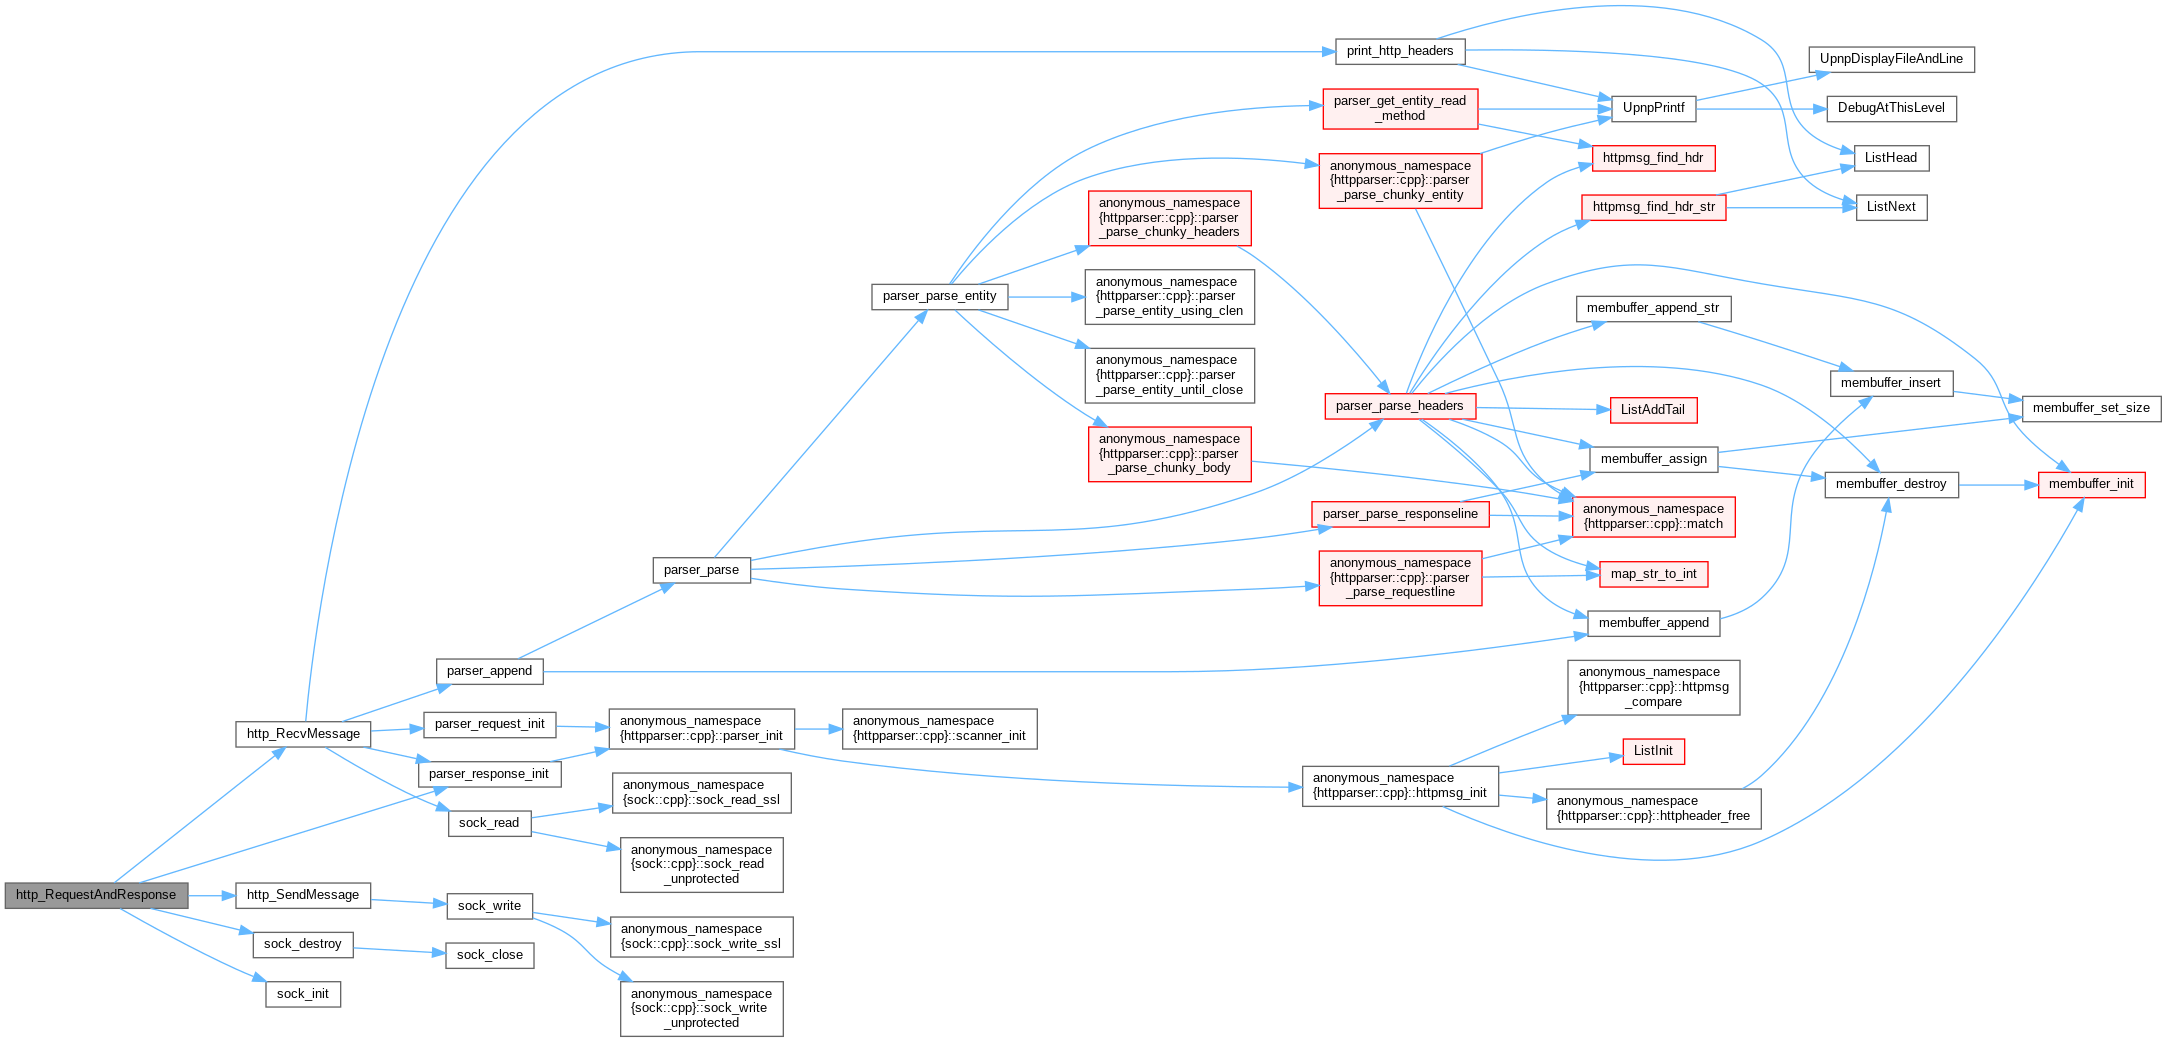 http_RequestAndResponse
http_RecvMessage
http_SendMessage
sock_destroy
sock_init
parser_append
parser_request_init
parser_response_init
sock_read
sock_write
sock_close
parser_parse
anonymous_namespace
{httpparser::cpp}::parser_init
anonymous_namespace
{sock::cpp}::sock_read_ssl
anonymous_namespace
{sock::cpp}::sock_read
_unprotected
anonymous_namespace
{sock::cpp}::sock_write_ssl
anonymous_namespace
{sock::cpp}::sock_write
_unprotected
parser_parse_entity
anonymous_namespace
{httpparser::cpp}::scanner_init
anonymous_namespace
{httpparser::cpp}::parser
_parse_chunky_headers
anonymous_namespace
{httpparser::cpp}::parser
_parse_entity_using_clen
anonymous_namespace
{httpparser::cpp}::parser
_parse_entity_until_close
anonymous_namespace
{httpparser::cpp}::parser
_parse_chunky_body
print_http_headers
parser_get_entity_read
_method
anonymous_namespace
{httpparser::cpp}::parser
_parse_chunky_entity
parser_parse_headers
parser_parse_responseline
anonymous_namespace
{httpparser::cpp}::parser
_parse_requestline
anonymous_namespace
{httpparser::cpp}::httpmsg_init
UpnpPrintf
httpmsg_find_hdr
httpmsg_find_hdr_str
membuffer_append_str
ListAddTail
membuffer_assign
anonymous_namespace
{httpparser::cpp}::match
map_str_to_int
membuffer_append
anonymous_namespace
{httpparser::cpp}::httpmsg
_compare
ListInit
anonymous_namespace
{httpparser::cpp}::httpheader_free
UpnpDisplayFileAndLine
DebugAtThisLevel
ListHead
ListNext
membuffer_insert
membuffer_destroy
membuffer_set_size
membuffer_init